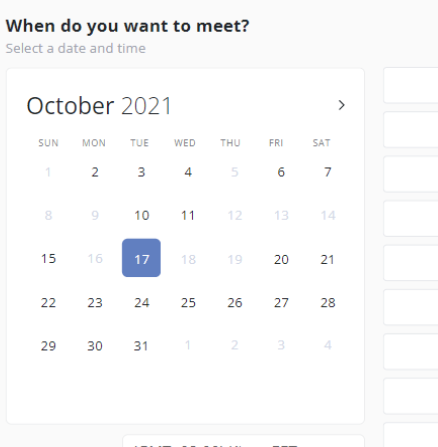 When do you want to meet?
Select a date and time
October 2021 >
SUN MON TUE WED THU FRI SAT
1 2 3 4 5 6 7
8 9 10 11 12 13 14
15 16 17 18 19 20 21
22 23 24 25 26 27 28
29 30 31 1 2 3 4